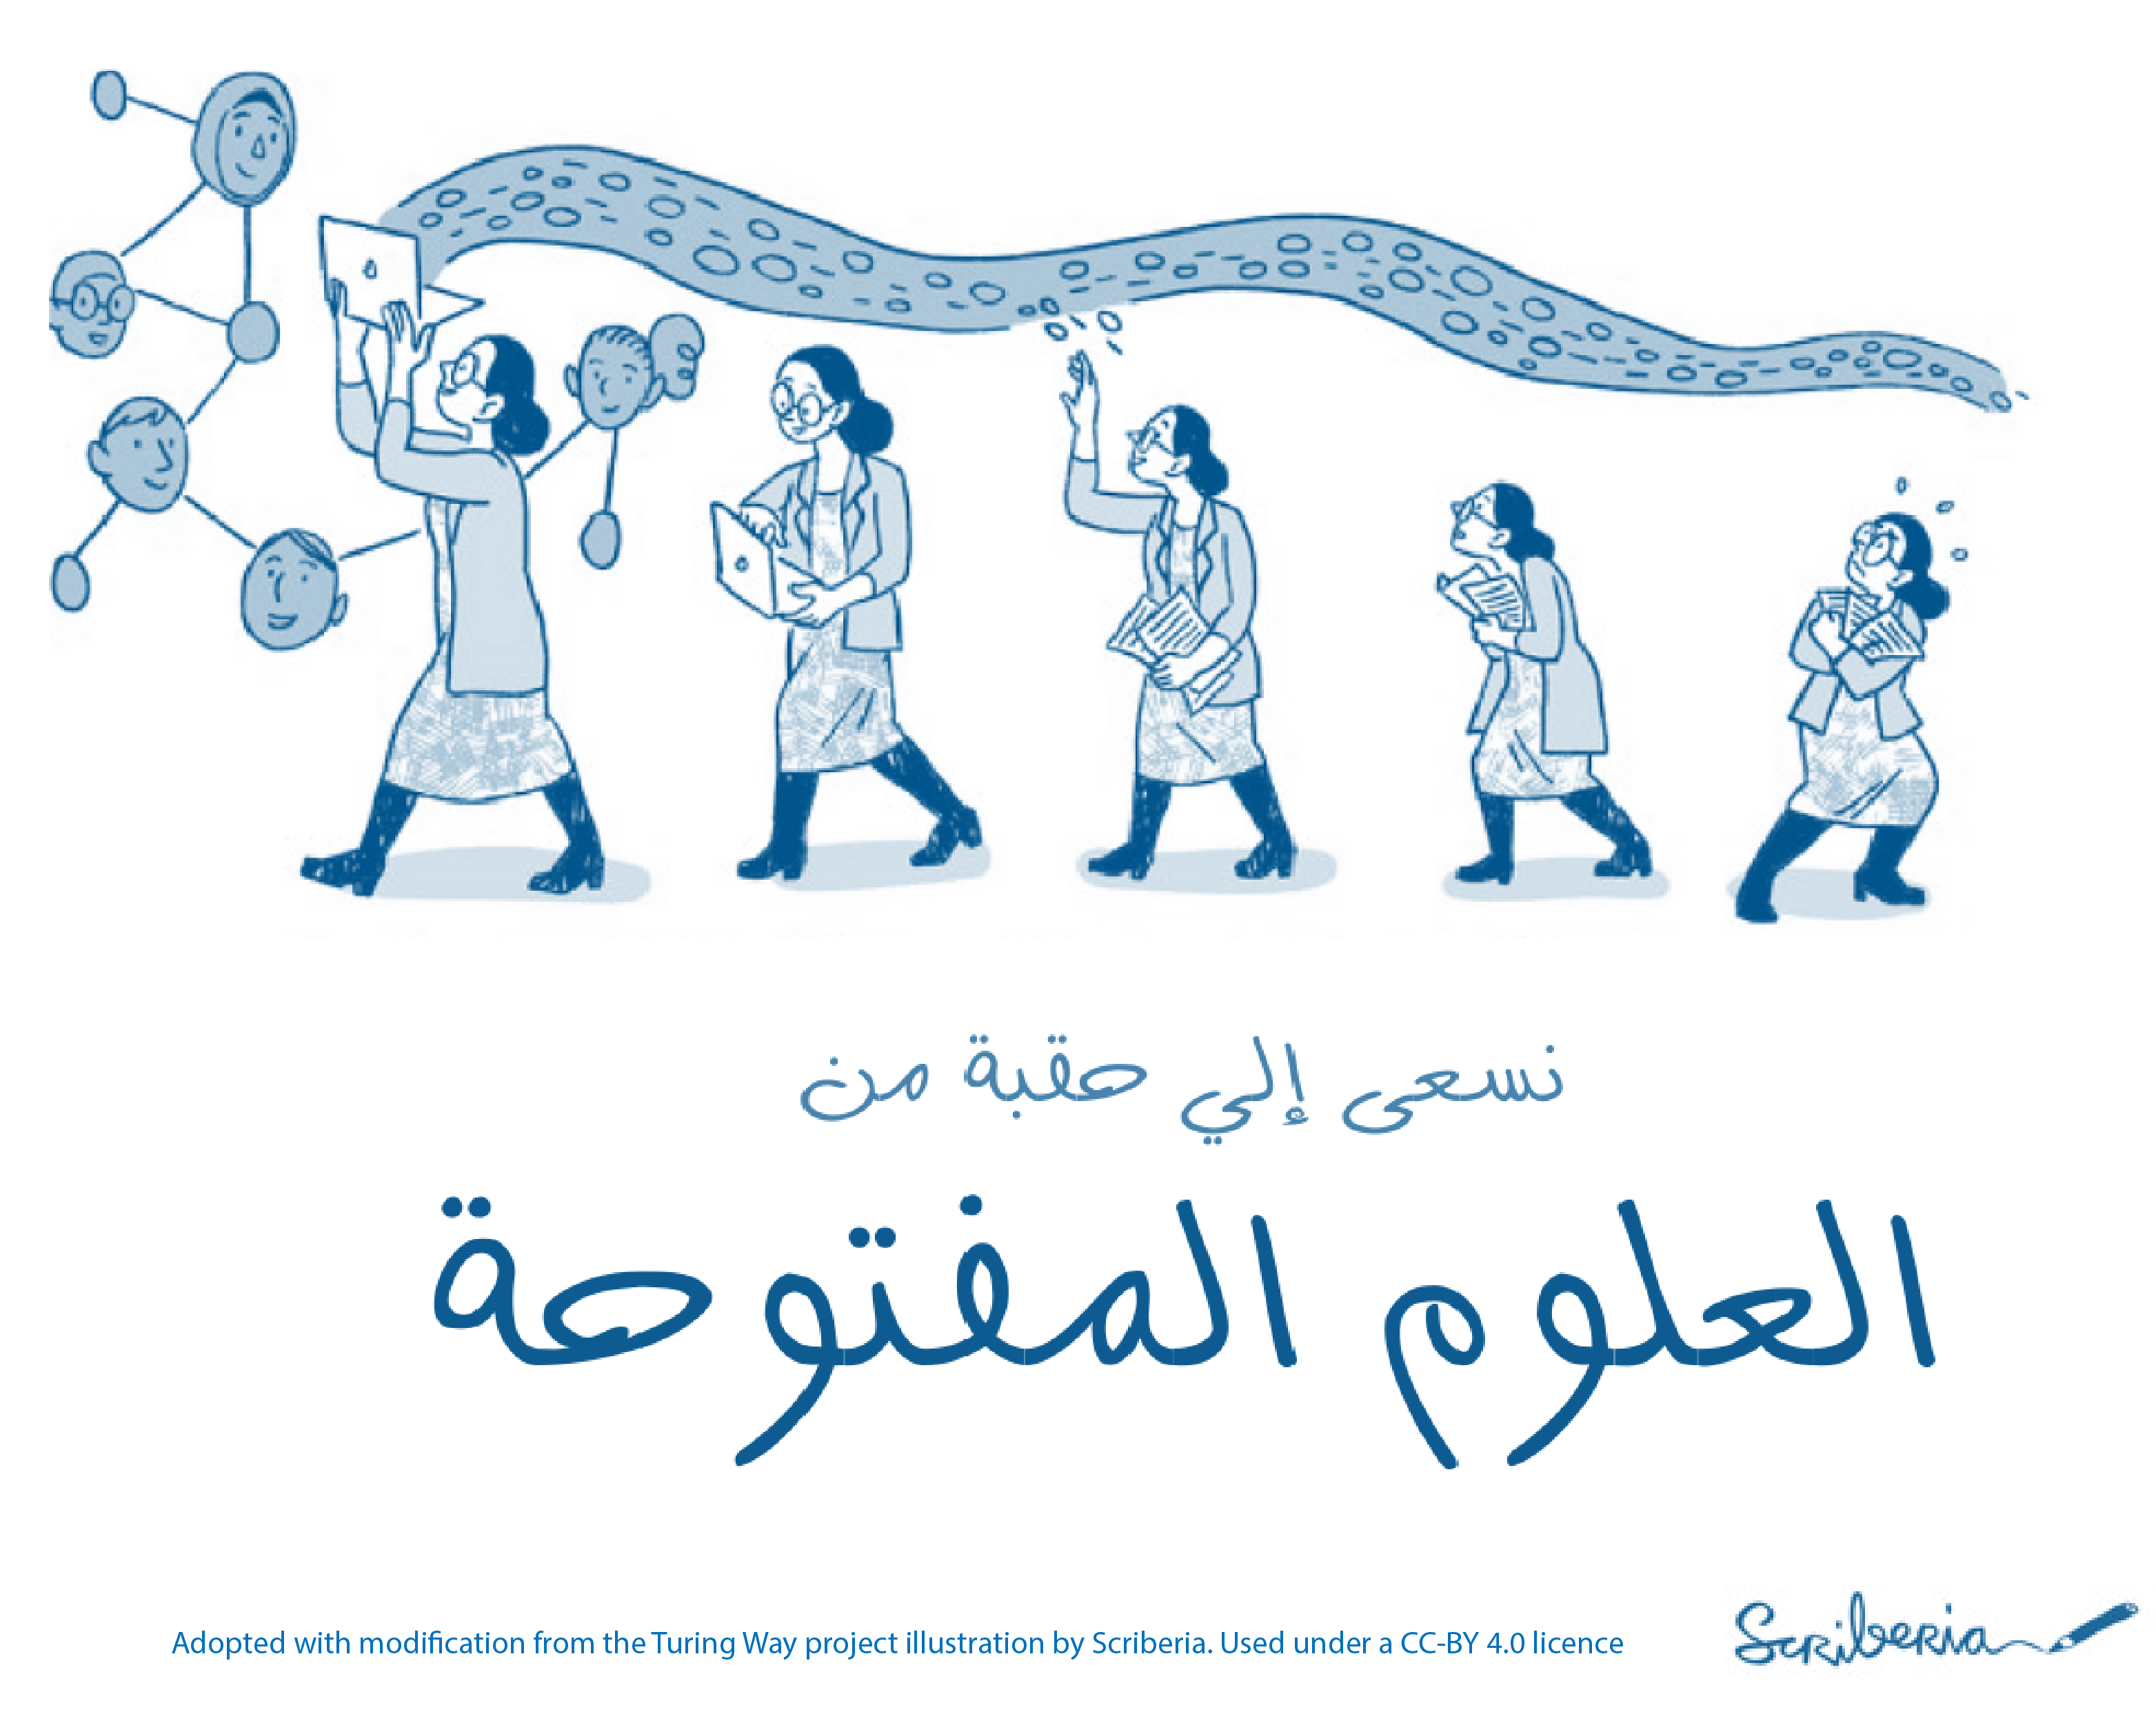 نسعى إلي حقبة من
العلوم المفتوحة
Adopted with modification from the Turing Way project illustration by Scriberia. Used under a CC-BY 4.0 licence
Scriberia